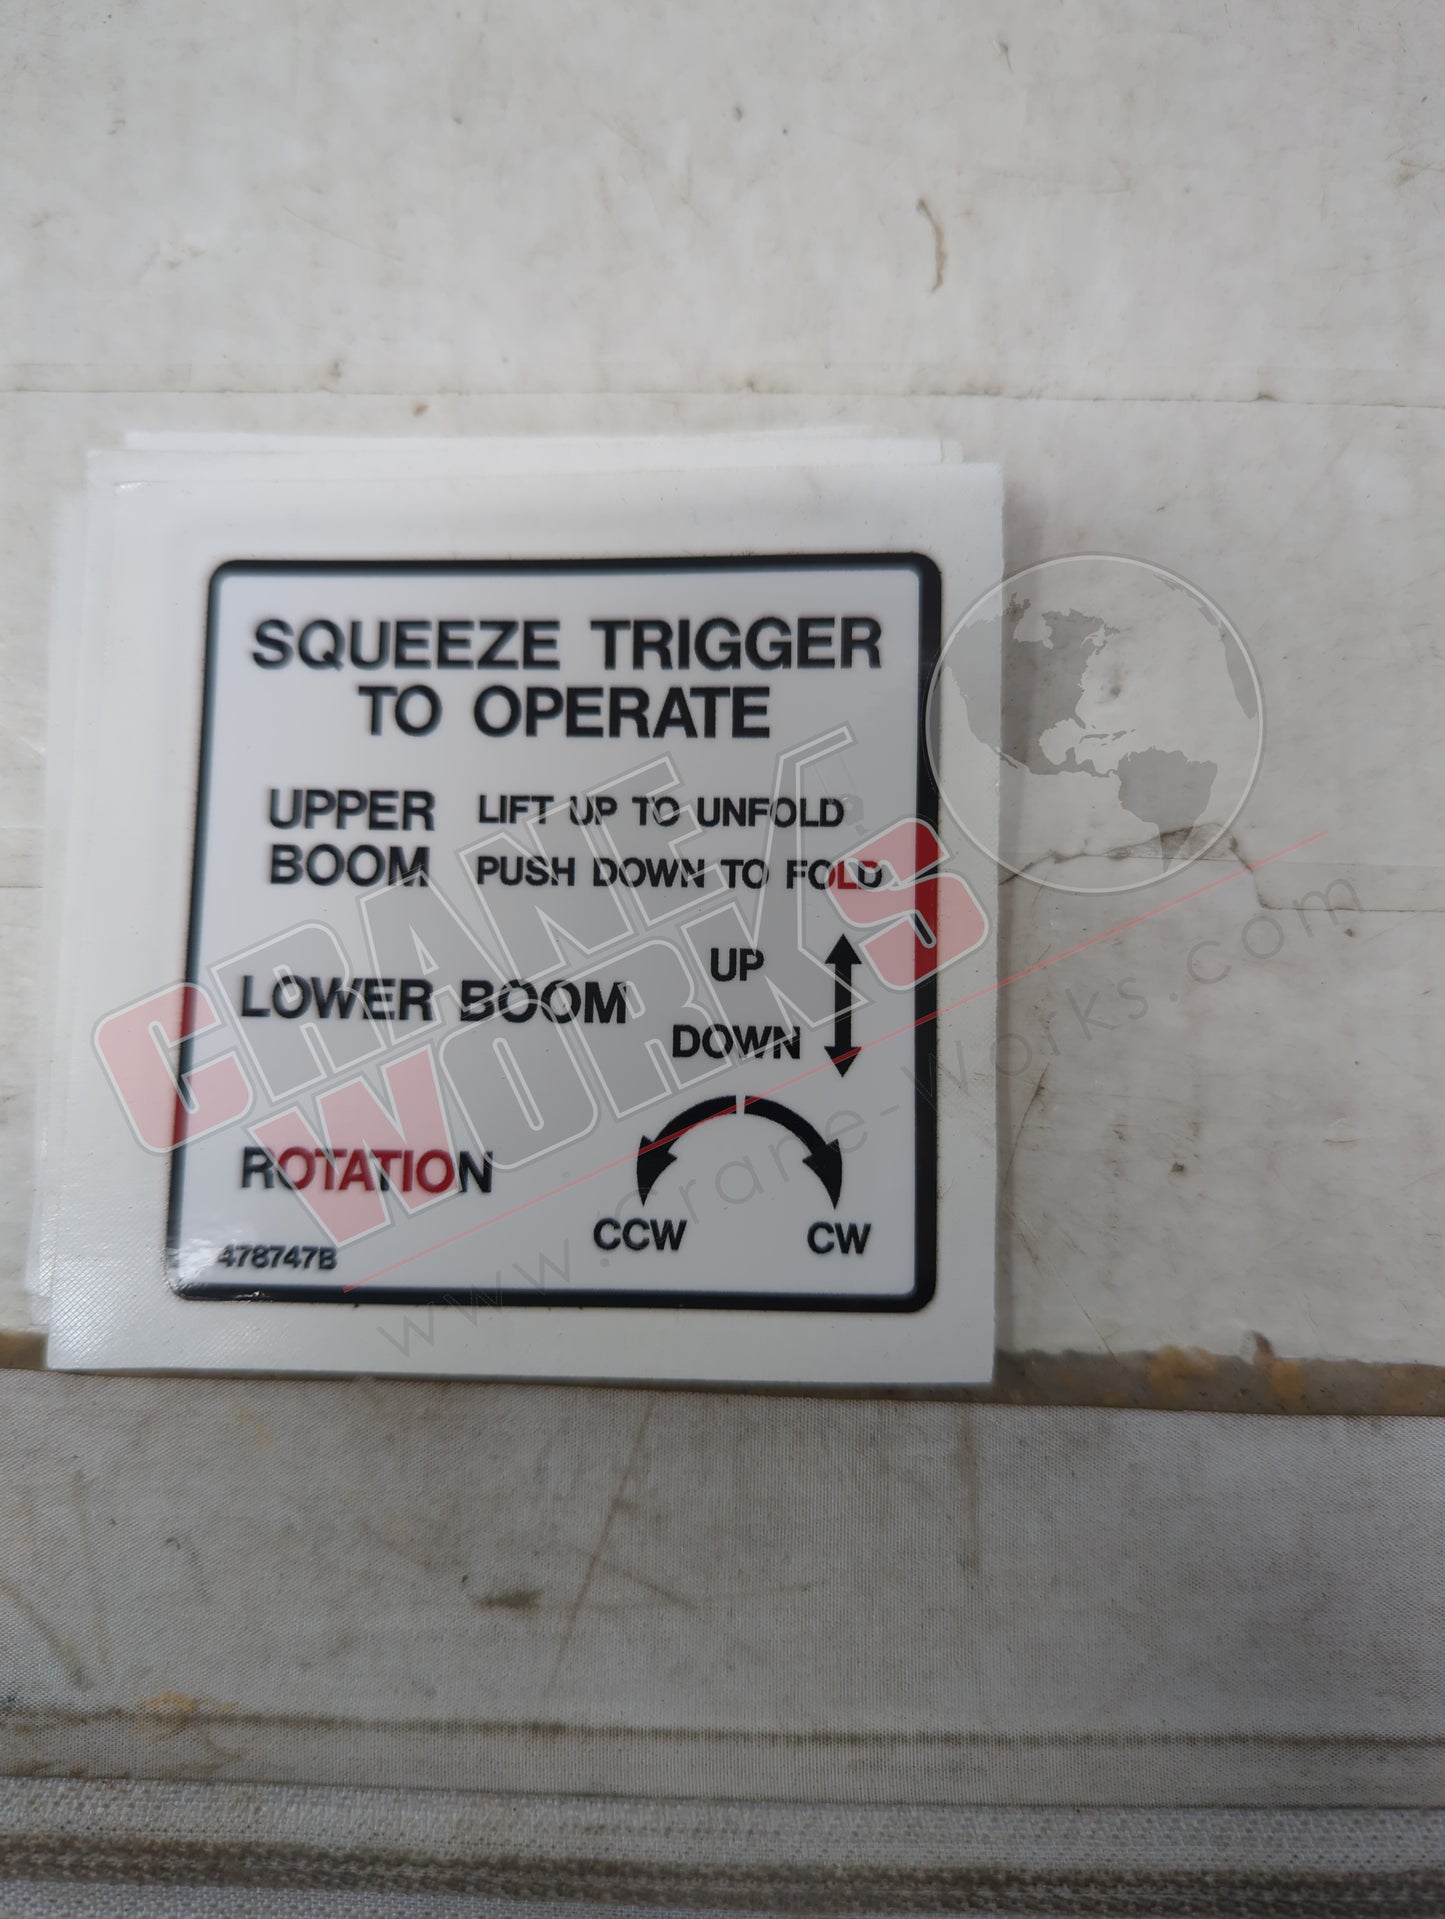 SQUEEZE TRIGGER
TO OPERATE
UPPER BOOM
LIFT UP TO UNFOLD
PUSH DOWN TO FOLD
LOWER BOOM
UP
DOWN
ROTATION
CCW
CW
478747B
CRANE
WORKS
www.crane-works.com